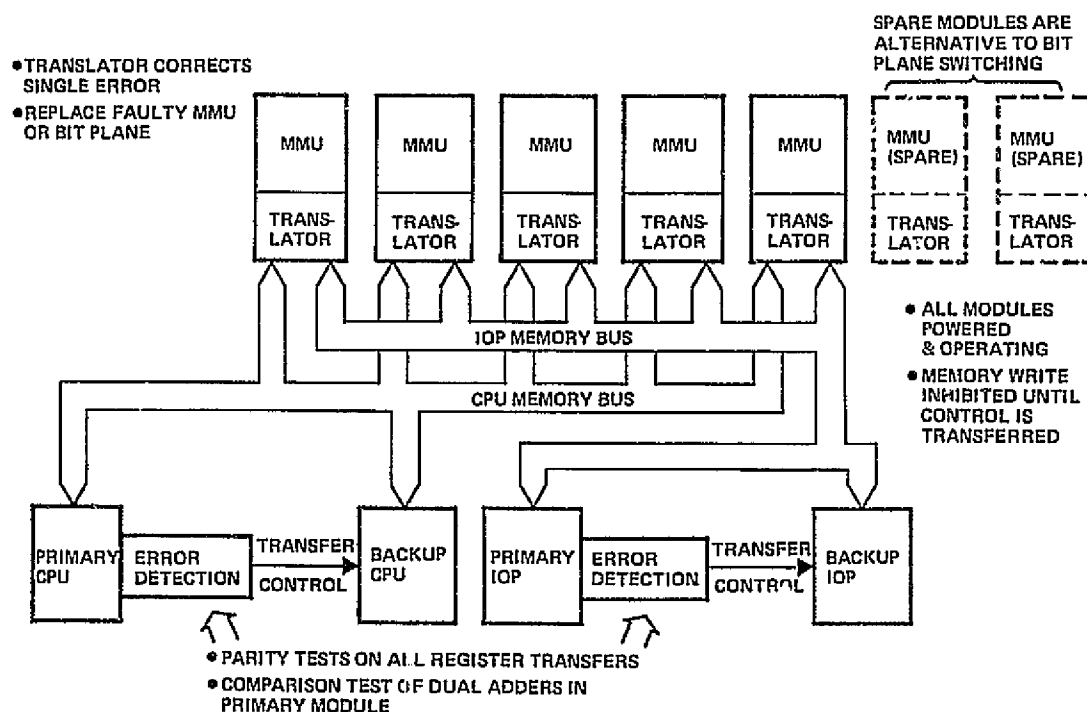 SPARE MODULES ARE
ALTERNATIVE TO BIT
PLANE SWITCHING
• TRANSLATOR CORRECTS
SINGLE ERROR
• REPLACE FAULTY MMU
OR BIT PLANE
MMU
MMU
MMU
MMU
MMU
MMU
(SPARE)
MMU
(SPARE)
TRANS-
LATOR
TRANS-
LATOR
TRANS-
LATOR
TRANS-
LATOR
TRANS-
LATOR
TRANS-
LATOR
TRANS-
LATOR
IOP MEMORY BUS
CPU MEMORY BUS
• ALL MODULES
POWERED
& OPERATING
• MEMORY WRITE
INHIBITED UNTIL
CONTROL IS
TRANSFERRED
PRIMARY
CPU
ERROR
DETECTION
TRANSFER
CONTROL
BACKUP
CPU
PRIMARY
IOP
ERROR
DETECTION
TRANSFER
CONTROL
BACKUP
IOP
• PARITY TESTS ON ALL REGISTER TRANSFERS
• COMPARISON TEST OF DUAL ADDERS IN
PRIMARY MODULE